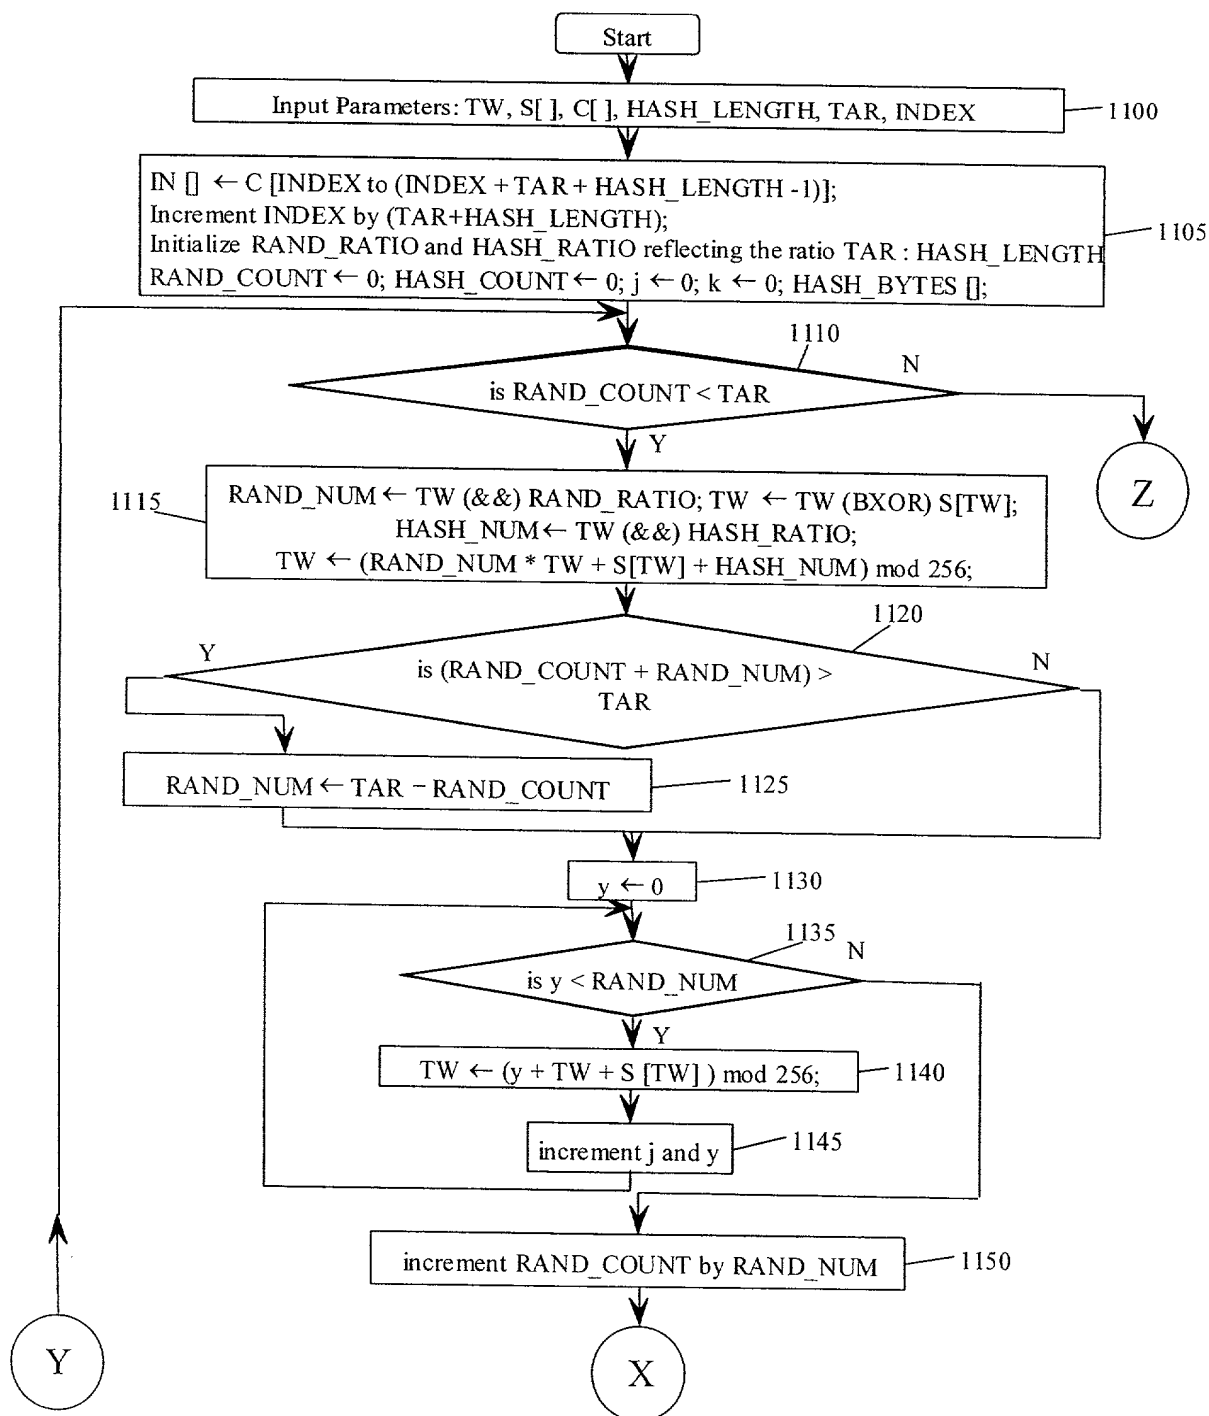 Start
Input Parameters: TW, S[ ], C[ ], HASH_LENGTH, TAR, INDEX
1100
IN [] ← C [INDEX to (INDEX + TAR + HASH_LENGTH -1)];
Increment INDEX by (TAR+HASH_LENGTH);
Initialize RAND_RATIO and HASH_RATIO reflecting the ratio TAR : HASH_LENGTH
RAND_COUNT ← 0; HASH_COUNT ← 0; j ← 0; k ← 0; HASH_BYTES [];
1105
1110
N
is RAND_COUNT < TAR
Y
Z
1115
RAND_NUM ← TW (&&) RAND_RATIO; TW ← TW (BXOR) S[TW];
HASH_NUM ← TW (&&) HASH_RATIO;
TW ← (RAND_NUM * TW + S[TW] + HASH_NUM) mod 256;
1120
Y
N
is (RAND_COUNT + RAND_NUM) >
TAR
RAND_NUM ← TAR - RAND_COUNT
1125
y ← 0
1130
1135
N
is y < RAND_NUM
Y
TW ← (y + TW + S [TW] ) mod 256;
1140
increment j and y
1145
increment RAND_COUNT by RAND_NUM
1150
Y
X